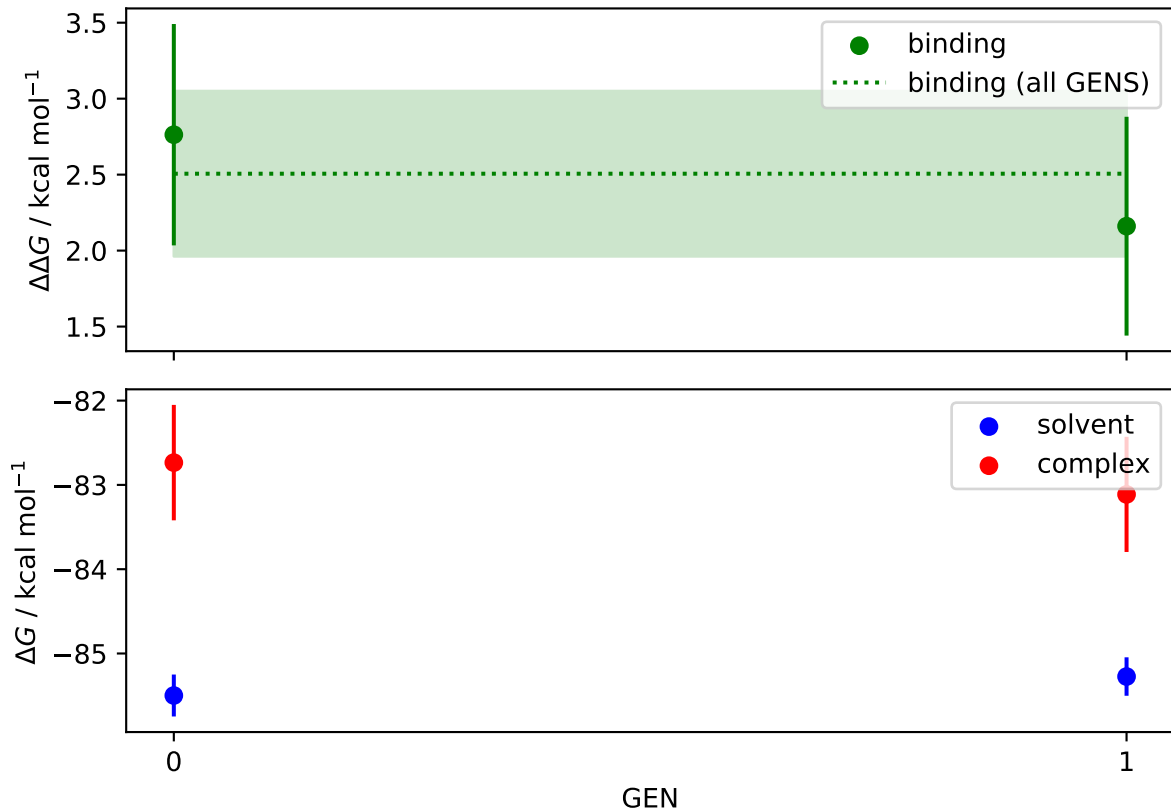 3.5
3.0
2.5
2.0
1.5
ΔΔG / kcal mol⁻¹
binding
binding (all GENS)
−82
−83
−84
−85
ΔG / kcal mol⁻¹
solvent
complex
0
1
GEN